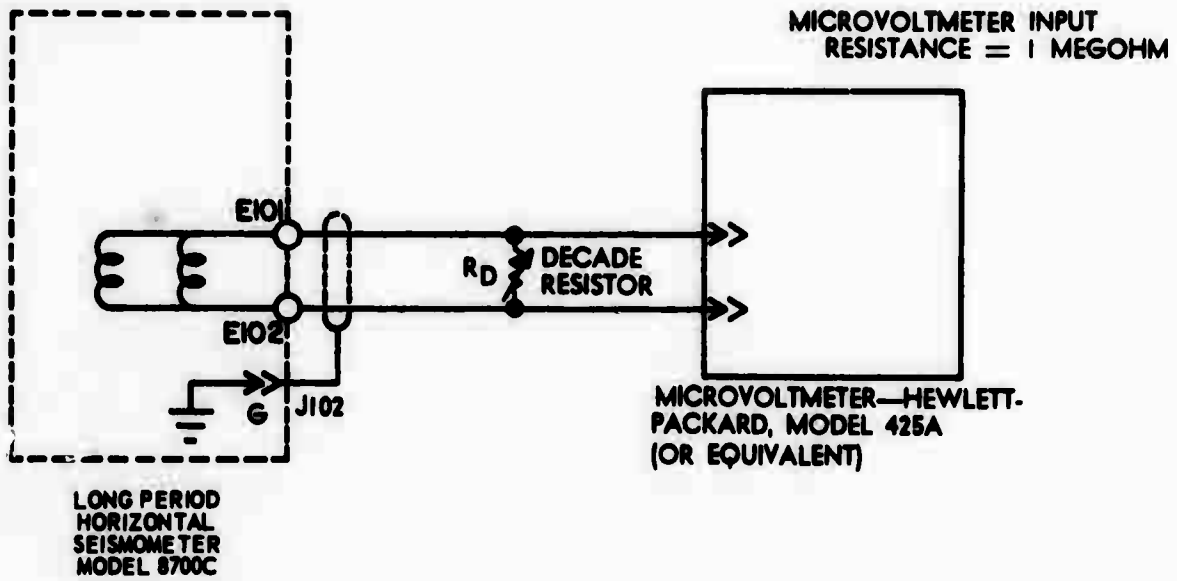 MICROVOLTMETER INPUT
RESISTANCE = 1 MEGOHM
E101
RD
DECADE
RESISTOR
E102
G
J102
MICROVOLTMETER—HEWLETT-
PACKARD, MODEL 425A
(OR EQUIVALENT)
LONG PERIOD
HORIZONTAL
SEISMOMETER
MODEL 8700C